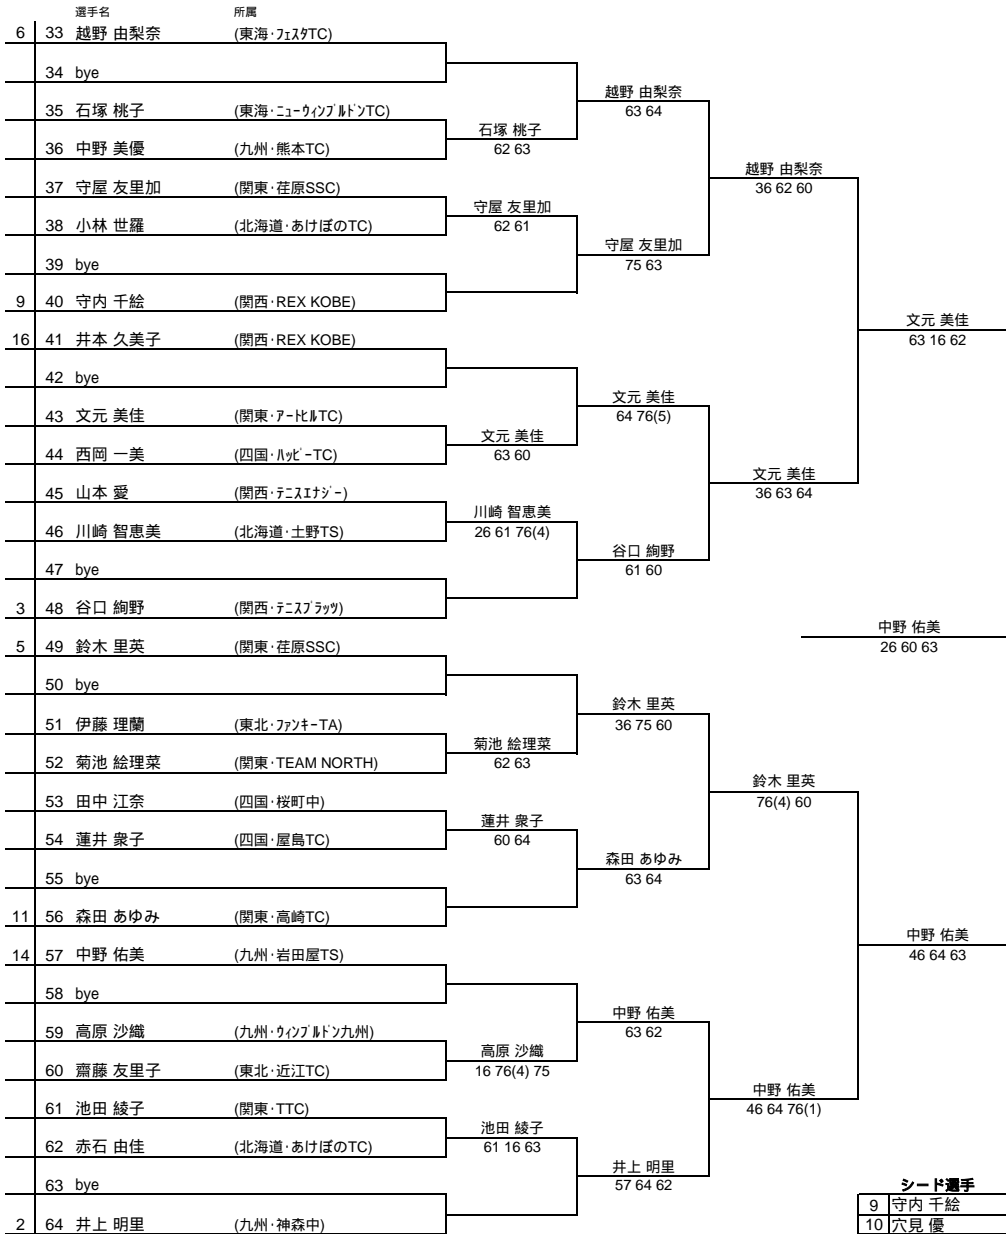 選手名 所属
6 33 越野 由梨奈 (東海･ﾌｪｽﾀTC)
34 bye
越野 由梨奈
35 石塚 桃子 (東海･ﾆｭｰｳｨﾝﾌﾞﾙﾄﾞﾝTC) 63 64
石塚 桃子
36 中野 美優 (九州･熊本TC) 62 63
越野 由梨奈
37 守屋 友里加 (関東･荏原SSC) 36 62 60
守屋 友里加
38 小林 世羅 (北海道･あけぼのTC) 62 61
守屋 友里加
39 bye 75 63
9 40 守内 千絵 (関西･REX KOBE)
文元 美佳
16 41 井本 久美子 (関西･REX KOBE) 63 16 62
42 bye
文元 美佳
43 文元 美佳 (関東･ｱｰﾄﾋﾙTC) 64 76(5)
文元 美佳
44 西岡 一美 (四国･ﾊｯﾋﾟｰTC) 63 60
文元 美佳
45 山本 愛 (関西･ﾃﾆｽｴﾅｼﾞｰ) 36 63 64
川崎 智恵美
46 川崎 智恵美 (北海道･土野TS) 26 61 76(4)
谷口 絢野
47 bye 61 60
3 48 谷口 絢野 (関西･ﾃﾆｽﾌﾟﾗｯﾂ)
中野 佑美
5 49 鈴木 里英 (関東･荏原SSC) 26 60 63
50 bye
鈴木 里英
51 伊藤 理蘭 (東北･ﾌｧﾝｷｰTA) 36 75 60
菊池 絵理菜
52 菊池 絵理菜 (関東･TEAM NORTH) 62 63
鈴木 里英
53 田中 江奈 (四国･桜町中) 76(4) 60
蓮井 衆子
54 蓮井 衆子 (四国･屋島TC) 60 64
森田 あゆみ
55 bye 63 64
11 56 森田 あゆみ (関東･高崎TC)
中野 佑美
14 57 中野 佑美 (九州･岩田屋TS) 46 64 63
58 bye
中野 佑美
59 高原 沙織 (九州･ｳｨﾝﾌﾞﾙﾄﾞﾝ九州) 63 62
高原 沙織
60 齋藤 友里子 (東北･近江TC) 16 76(4) 75
中野 佑美
61 池田 綾子 (関東･TTC) 46 64 76(1)
池田 綾子
62 赤石 由佳 (北海道･あけぼのTC) 61 16 63
井上 明里
63 bye 57 64 62
シード選手
9 守内 千絵
2 64 井上 明里 (九州･神森中) 10 穴見 優